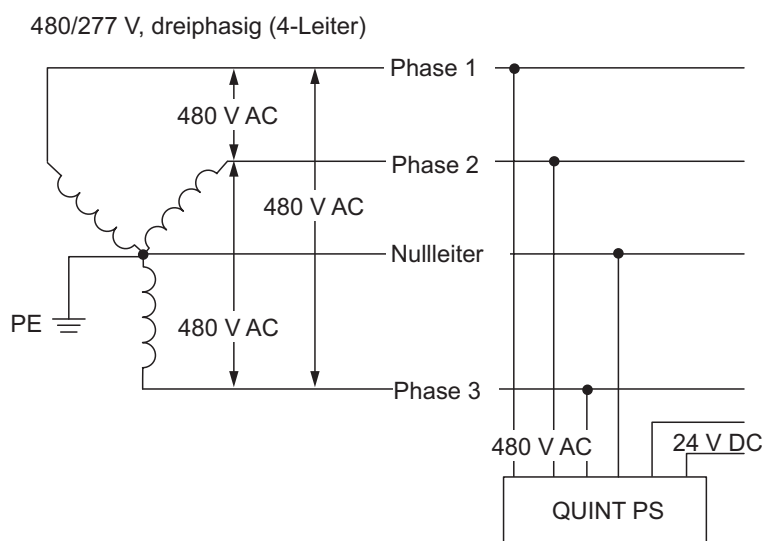 480/277 V, dreiphasig (4-Leiter)
Phase 1
480 V AC
Phase 2
480 V AC
Nullleiter
PE
480 V AC
Phase 3
480 V AC
24 V DC
QUINT PS